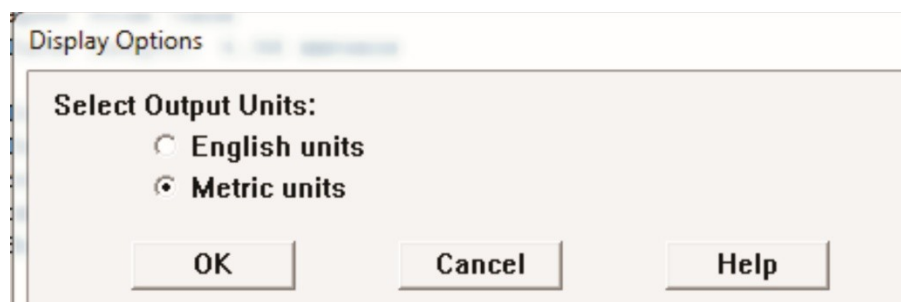 Display Options
Select Output Units:
English units
Metric units
OK Cancel Help